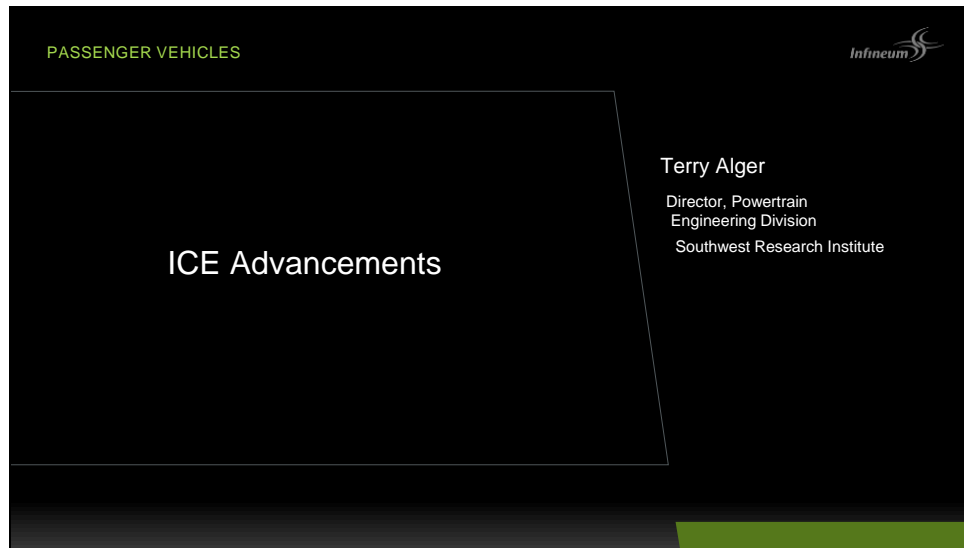 PASSENGER VEHICLES
Infineum
Terry Alger
Director, Powertrain
Engineering Division
Southwest Research Institute
ICE Advancements